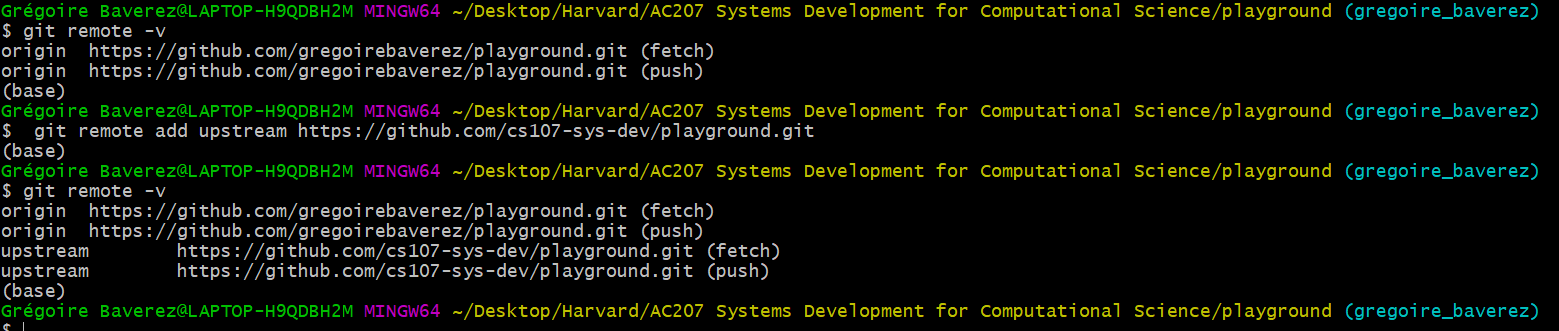 Grégoire Baverez@LAPTOP-H9QDBH2M MINGW64 ~/Desktop/Harvard/AC207 Systems Development for Computational Science/playground (gregoire_baverez)
$ git remote -v
origin  https://github.com/gregoirebaverez/playground.git (fetch)
origin  https://github.com/gregoirebaverez/playground.git (push)
(base)
Grégoire Baverez@LAPTOP-H9QDBH2M MINGW64 ~/Desktop/Harvard/AC207 Systems Development for Computational Science/playground (gregoire_baverez)
$  git remote add upstream https://github.com/cs107-sys-dev/playground.git
(base)
Grégoire Baverez@LAPTOP-H9QDBH2M MINGW64 ~/Desktop/Harvard/AC207 Systems Development for Computational Science/playground (gregoire_baverez)
$ git remote -v
origin  https://github.com/gregoirebaverez/playground.git (fetch)
origin  https://github.com/gregoirebaverez/playground.git (push)
upstream        https://github.com/cs107-sys-dev/playground.git (fetch)
upstream        https://github.com/cs107-sys-dev/playground.git (push)
(base)
Grégoire Baverez@LAPTOP-H9QDBH2M MINGW64 ~/Desktop/Harvard/AC207 Systems Development for Computational Science/playground (gregoire_baverez)
$